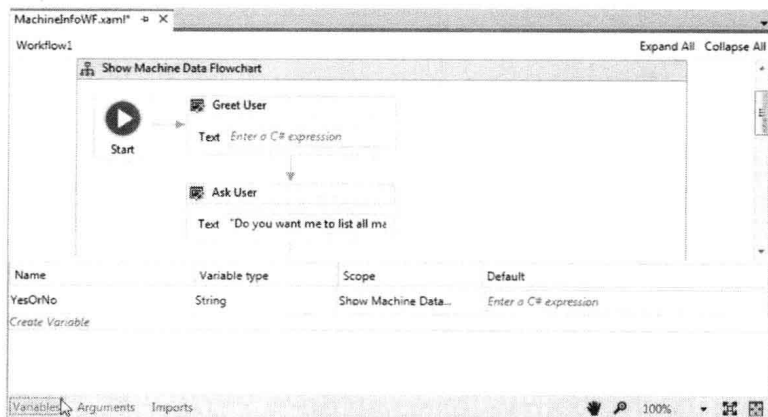 MachineInfoWF.xaml*
Workflow1 Expand All Collapse All
Show Machine Data Flowchart
Start
Greet User
Text Enter a C# expression
Ask User
Text "Do you want me to list all ma
Name Variable type Scope Default
YesOrNo String Show Machine Data... Enter a C# expression
Create Variable
Variables Arguments Imports 100%